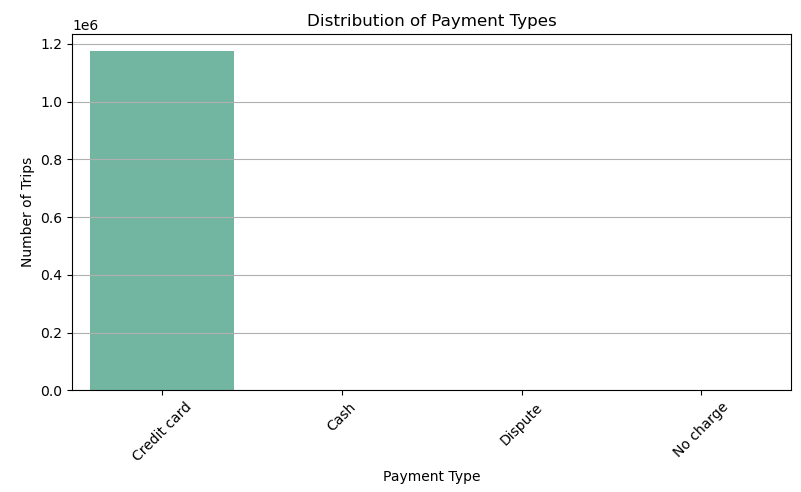 Distribution of Payment Types
1e6
1.2
1.0
0.8
0.6
0.4
0.2
0.0
Number of Trips
Credit card
Cash
Dispute
No charge
Payment Type